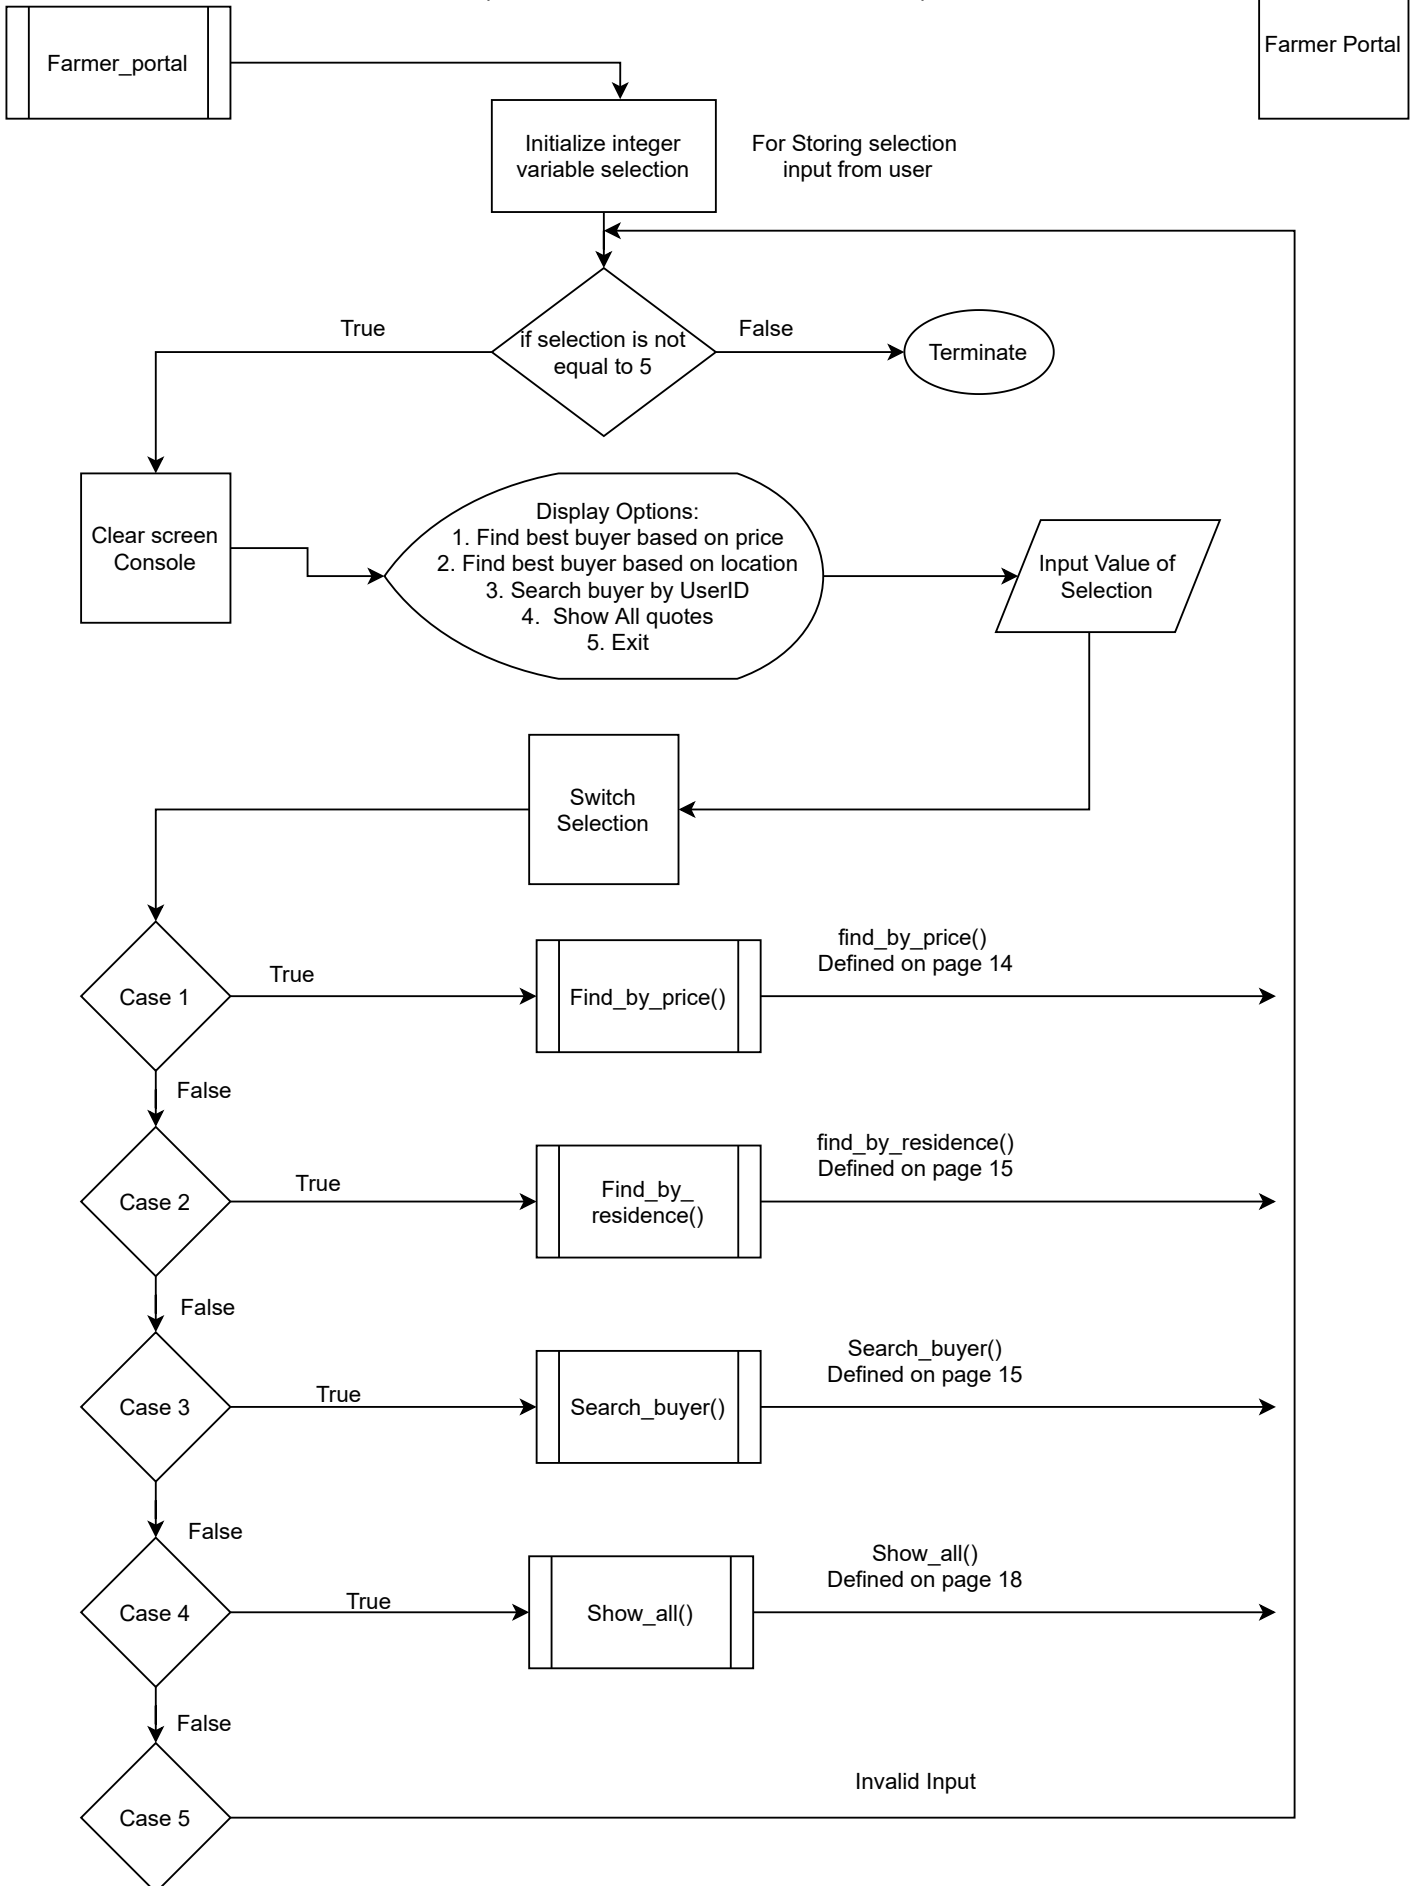 Farmer_portal
Farmer Portal
Initialize integer
variable selection
For Storing selection
input from user
True
if selection is not
equal to 5
False
Terminate
Clear screen
Console
Display Options:
1. Find best buyer based on price
2. Find best buyer based on location
3. Search buyer by UserID
4.  Show All quotes
5. Exit
Input Value of
Selection
Switch
Selection
Case 1
True
Find_by_price()
find_by_price()
Defined on page 14
False
Case 2
True
Find_by_
residence()
find_by_residence()
Defined on page 15
False
Case 3
True
Search_buyer()
Search_buyer()
Defined on page 15
False
Case 4
True
Show_all()
Show_all()
Defined on page 18
False
Case 5
Invalid Input